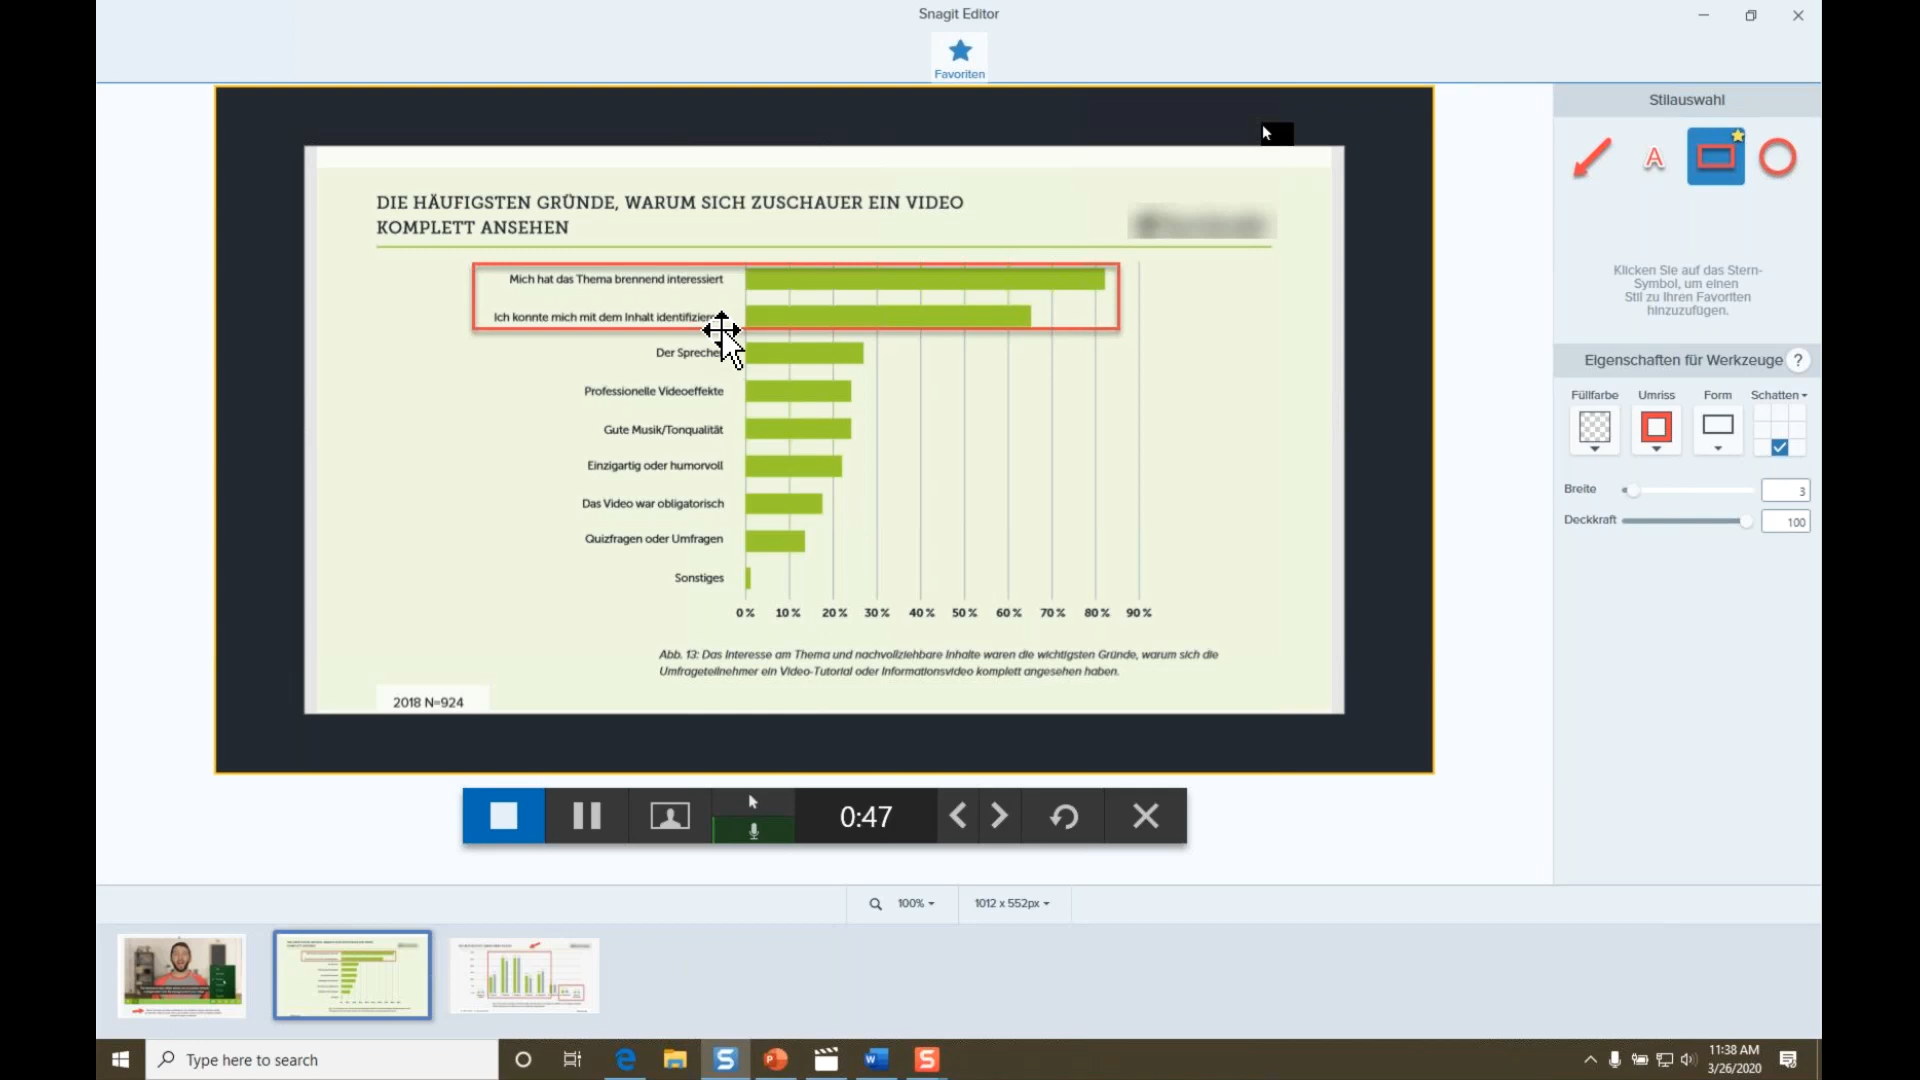 Snagit Editor
Favoriten
Stilauswahl
A
DIE HÄUFIGSTEN GRÜNDE, WARUM SICH ZUSCHAUER EIN VIDEO
KOMPLETT ANSEHEN
Mich hat das Thema brennend interessiert
Ich konnte mich mit dem Inhalt
Der
Professionelle Videoeffekte
Gute Musik/Tonqualität
Einzigartig oder humorvoll
Das Video war obligatorisch
Quizfragen oder Umfragen
Sonstiges
0 % 10 % 20 % 30 % 40 % 50 % 60 % 70 % 80 % 90 %
Abb. 13: Das Interesse am Thema und nachvollziehbare Inhalte waren die wichtigsten Gründe, warum sich die
Umfrageteilnehmer ein Video-Tutorial oder Informationsvideo komplett angesehen haben.
2018 N=924
Klicken Sie auf das Stern-
Symbol, um einen
Stil zu Ihren Favoriten
hinzuzufügen.
Eigenschaften für Werkzeuge ?
Füllfarbe Umriss Form Schatten
Breite 3
Deckkraft 100
0:47
100% 1012 x 552px
Type here to search
11:38 AM
3/26/2020